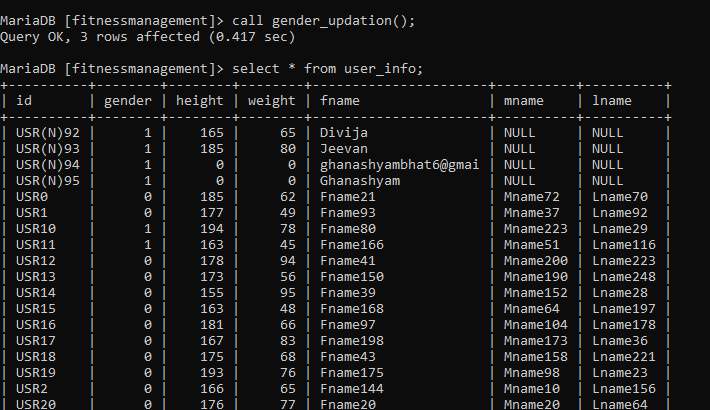 MariaDB [fitnessmanagement]> call gender_updation();
Query OK, 3 rows affected (0.417 sec)
MariaDB [fitnessmanagement]> select * from user_info;
+----------+--------+--------+--------+----------------------+----------+----------+
| id       | gender | height | weight | fname                | mname    | lname    |
+----------+--------+--------+--------+----------------------+----------+----------+
| USR(N)92 |      1 |    165 |     65 | Divija               | NULL     | NULL     |
| USR(N)93 |      1 |    185 |     80 | Jeevan               | NULL     | NULL     |
| USR(N)94 |      1 |      0 |      0 | ghanashyambhat6@gmai | NULL     | NULL     |
| USR(N)95 |      1 |      0 |      0 | Ghanashyam           | NULL     | NULL     |
| USR0     |      0 |    185 |     62 | Fname21              | Mname72  | Lname70  |
| USR1     |      0 |    177 |     49 | Fname93              | Mname37  | Lname92  |
| USR10    |      1 |    194 |     78 | Fname80              | Mname223 | Lname29  |
| USR11    |      1 |    163 |     45 | Fname166             | Mname51  | Lname116 |
| USR12    |      0 |    178 |     94 | Fname41              | Mname200 | Lname223 |
| USR13    |      0 |    173 |     56 | Fname150             | Mname190 | Lname248 |
| USR14    |      0 |    155 |     95 | Fname39              | Mname152 | Lname28  |
| USR15    |      0 |    163 |     48 | Fname168             | Mname64  | Lname197 |
| USR16    |      0 |    181 |     66 | Fname97              | Mname104 | Lname178 |
| USR17    |      0 |    167 |     83 | Fname198             | Mname173 | Lname36  |
| USR18    |      0 |    175 |     68 | Fname43              | Mname158 | Lname221 |
| USR19    |      0 |    193 |     76 | Fname175             | Mname98  | Lname23  |
| USR2     |      0 |    166 |     65 | Fname144             | Mname10  | Lname156 |
| USR20    |      0 |    176 |     77 | Fname20              | Mname20  | Lname64  |